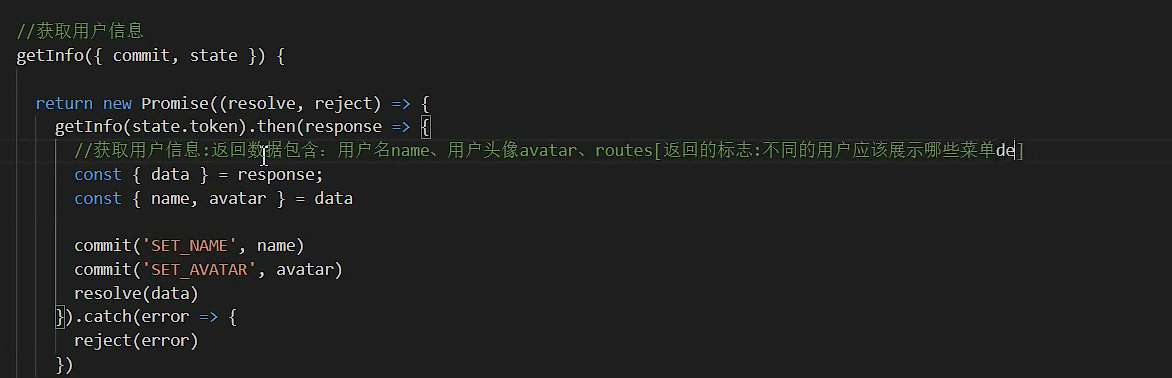 //获取用户信息
getInfo({ commit, state }) {
return new Promise((resolve, reject) => {
getInfo(state.token).then(response => {
//获取用户信息:返回数据包含：用户名name、用户头像avatar、routes[返回的标志:不同的用户应该展示哪些菜单de]
const { data } = response;
const { name, avatar } = data
commit('SET_NAME', name)
commit('SET_AVATAR', avatar)
resolve(data)
}).catch(error => {
reject(error)
})